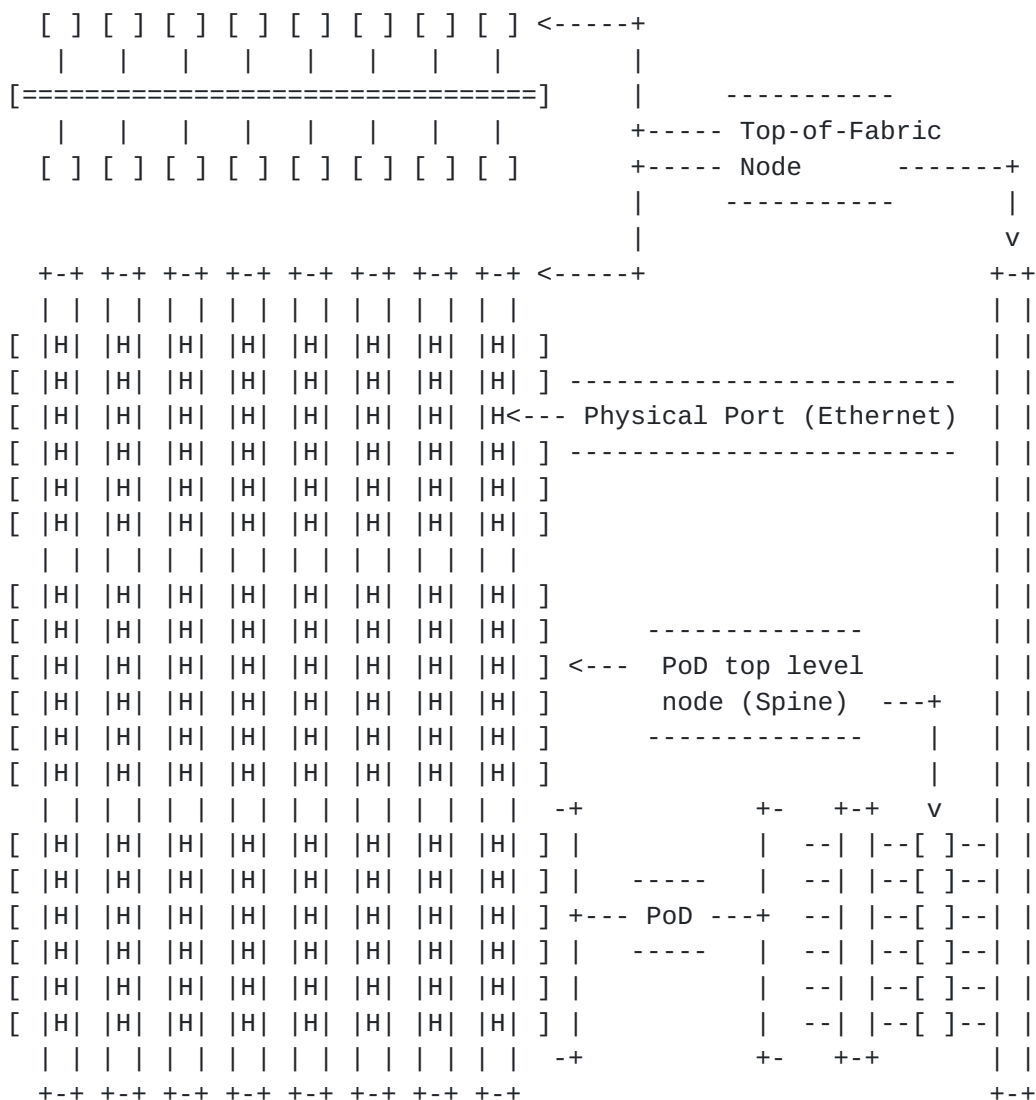 [ ] [ ] [ ] [ ] [ ] [ ] [ ] [ ] <-----+
| | | | | | | | |
[=================================] | -----------
| | | | | | | | +----- Top-of-Fabric
[ ] [ ] [ ] [ ] [ ] [ ] [ ] [ ] +----- Node -------+
| ----------- |
| v
+-+ +-+ +-+ +-+ +-+ +-+ +-+ +-+ <-----+ +-+
| | | | | | | | | | | | | | | | | |
[ |H| |H| |H| |H| |H| |H| |H| |H| ] | |
[ |H| |H| |H| |H| |H| |H| |H| |H| ] ------------------------- | |
[ |H| |H| |H| |H| |H| |H| |H| |H<--- Physical Port (Ethernet) | |
[ |H| |H| |H| |H| |H| |H| |H| |H| ] ------------------------- | |
[ |H| |H| |H| |H| |H| |H| |H| |H| ] | |
[ |H| |H| |H| |H| |H| |H| |H| |H| ] | |
| | | | | | | | | | | | | | | | | |
[ |H| |H| |H| |H| |H| |H| |H| |H| ] | |
[ |H| |H| |H| |H| |H| |H| |H| |H| ] -------------- | |
[ |H| |H| |H| |H| |H| |H| |H| |H| ] <--- PoD top level | |
[ |H| |H| |H| |H| |H| |H| |H| |H| ] node (Spine) ---+ | |
[ |H| |H| |H| |H| |H| |H| |H| |H| ] -------------- | | |
[ |H| |H| |H| |H| |H| |H| |H| |H| ] | | |
| | | | | | | | | | | | | | | | -+ +- +-+ v | |
[ |H| |H| |H| |H| |H| |H| |H| |H| ] | | --| |--[ ]--| |
[ |H| |H| |H| |H| |H| |H| |H| |H| ] | ----- | --| |--[ ]--| |
[ |H| |H| |H| |H| |H| |H| |H| |H| ] +--- PoD ---+ --| |--[ ]--| |
[ |H| |H| |H| |H| |H| |H| |H| |H| ] | ----- | --| |--[ ]--| |
[ |H| |H| |H| |H| |H| |H| |H| |H| ] | | --| |--[ ]--| |
[ |H| |H| |H| |H| |H| |H| |H| |H| ] | | --| |--[ ]--| |
| | | | | | | | | | | | | | | | -+ +- +-+ | |
+-+ +-+ +-+ +-+ +-+ +-+ +-+ +-+ +-+